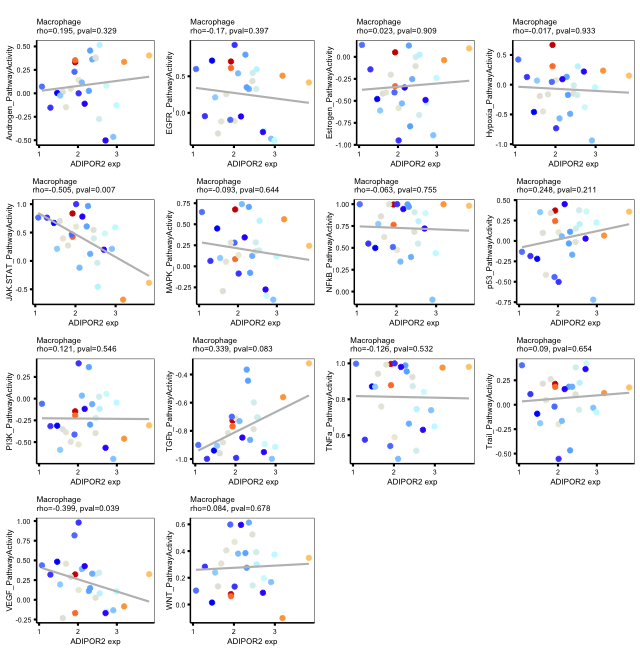 Macrophage
rho=0.195, pval=0.329
Androgen_PathwayActivity
0.50
0.25
0.00
-0.25
-0.50
1
2
3
ADIPOR2 exp
Macrophage
rho=-0.17, pval=0.397
EGFR_PathwayActivity
0.5
0.0
1
2
3
ADIPOR2 exp
Macrophage
rho=0.023, pval=0.909
Estrogen_PathwayActivity
0.00
-0.25
-0.50
-0.75
-1.00
1
2
3
ADIPOR2 exp
Macrophage
rho=-0.017, pval=0.933
Hypoxia_PathwayActivity
0.5
0.0
-0.5
-1.0
1
2
3
ADIPOR2 exp
Macrophage
rho=-0.505, pval=0.007
JAK-STAT_PathwayActivity
1.00
0.75
0.50
0.25
0.00
-0.25
-0.50
1
2
3
ADIPOR2 exp
Macrophage
rho=-0.093, pval=0.644
MAPK_PathwayActivity
0.75
0.50
0.25
0.00
-0.25
1
2
3
ADIPOR2 exp
Macrophage
rho=-0.063, pval=0.755
NFkB_PathwayActivity
1.00
0.75
0.50
0.25
0.00
1
2
3
ADIPOR2 exp
Macrophage
rho=0.248, pval=0.211
p53_PathwayActivity
0.50
0.25
0.00
-0.25
-0.50
-0.75
1
2
3
ADIPOR2 exp
Macrophage
rho=0.121, pval=0.546
PI3K_PathwayActivity
0.25
0.00
-0.25
-0.50
1
2
3
ADIPOR2 exp
Macrophage
rho=0.339, pval=0.083
TGFb_PathwayActivity
-0.4
-0.6
-0.8
-1.0
1
2
3
ADIPOR2 exp
Macrophage
rho=-0.126, pval=0.532
TNFa_PathwayActivity
1.0
0.8
0.6
1
2
3
ADIPOR2 exp
Macrophage
rho=0.09, pval=0.654
Trail_PathwayActivity
0.5
0.0
-0.5
1
2
3
ADIPOR2 exp
Macrophage
rho=-0.399, pval=0.039
VEGF_PathwayActivity
1.00
0.75
0.50
0.25
0.00
-0.25
1
2
3
ADIPOR2 exp
Macrophage
rho=0.084, pval=0.678
WNT_PathwayActivity
0.6
0.4
0.2
0.0
1
2
3
ADIPOR2 exp